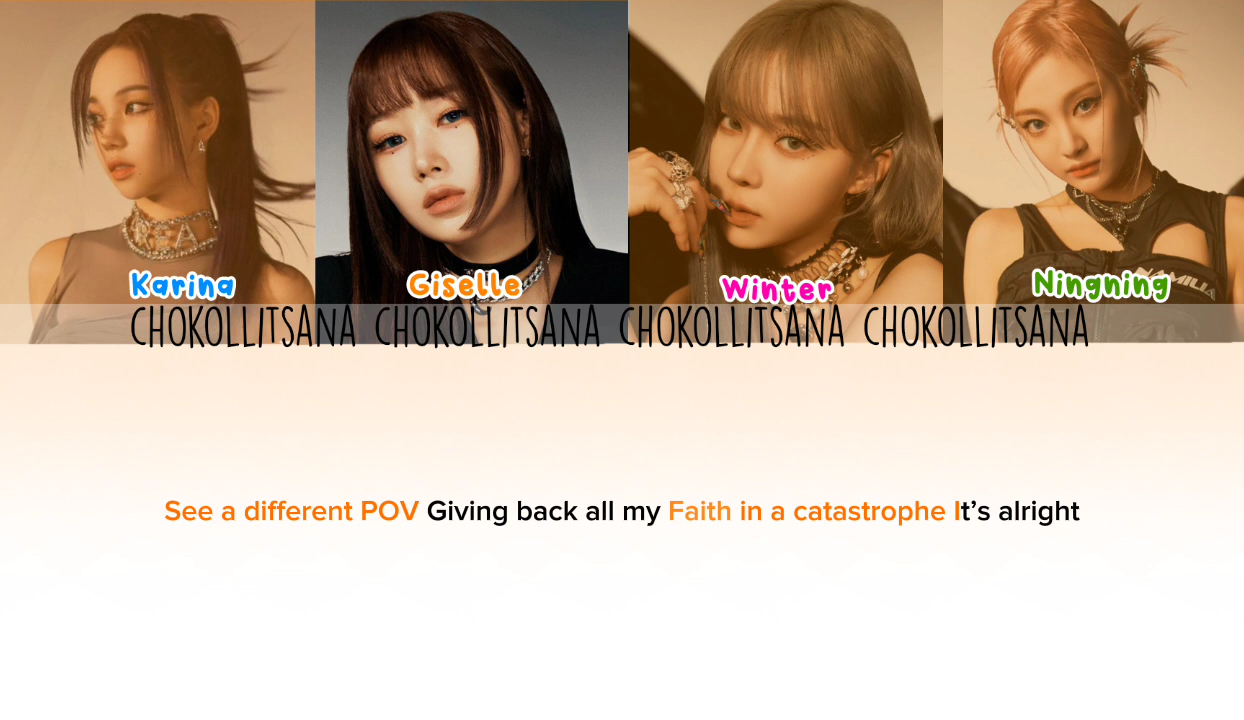 Karina Giselle Winter Ningning
CHOKOLLITSANA CHOKOLLITSANA CHOKOLLITSANA CHOKOLLITSANA
See a different POV Giving back all my Faith in a catastrophe It’s alright